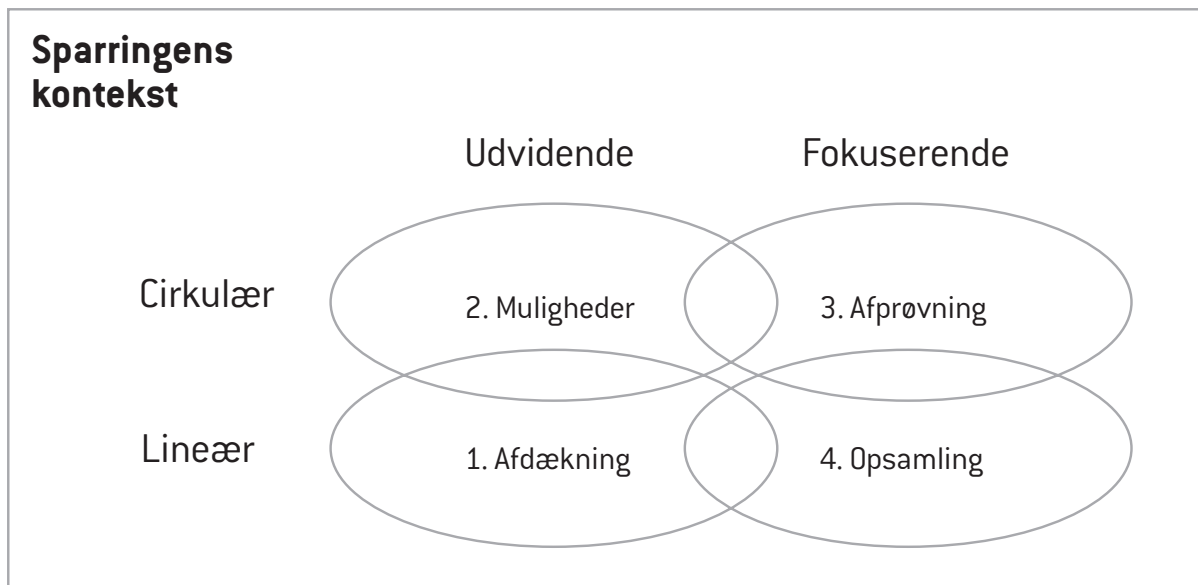 Sparringens
kontekst
Udvidende
Fokuserende
Cirkulær
2. Muligheder
3. Afprøvning
Lineær
1. Afdækning
4. Opsamling